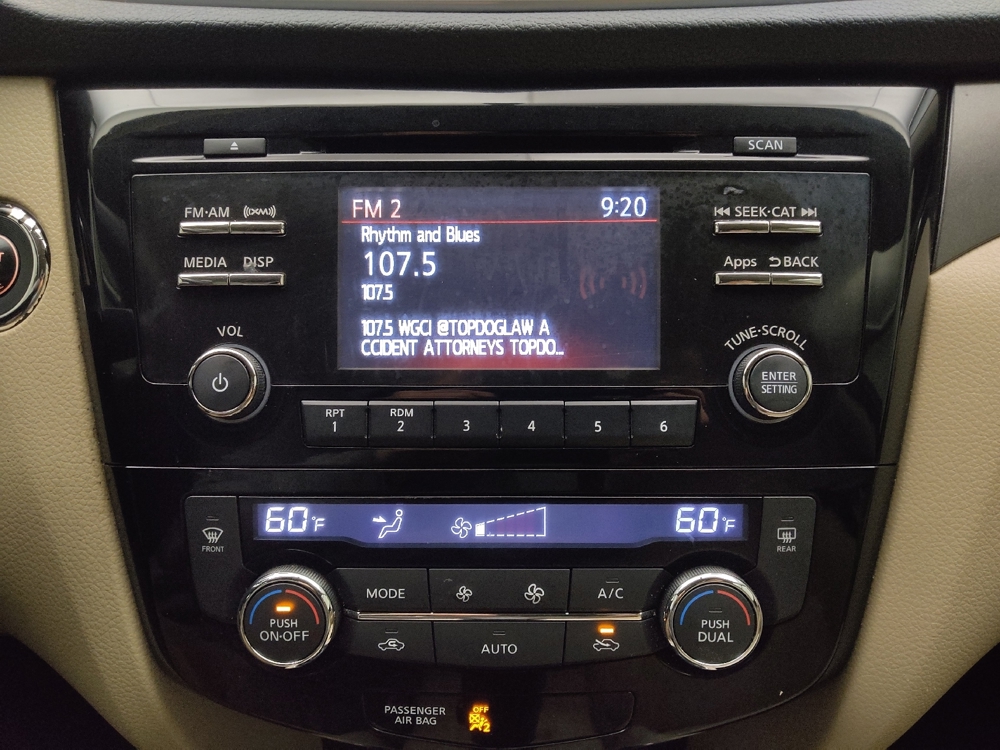 SCAN
FM 2 9:20
FM·AM ((XM)) SEEK·CAT
Rhythm and Blues
107.5
MEDIA DISP Apps BACK
107.5
107.5 WGCI @TOPDOGLAW A
CCIDENT ATTORNEYS TOPDO...
VOL TUNE·SCROLL
ENTER
SETTING
RPT RDM
1 2 3 4 5 6
60°F 60°F
FRONT REAR
MODE A/C
PUSH
ON·OFF
PUSH
DUAL
AUTO
PASSENGER
AIR BAG
OFF
2